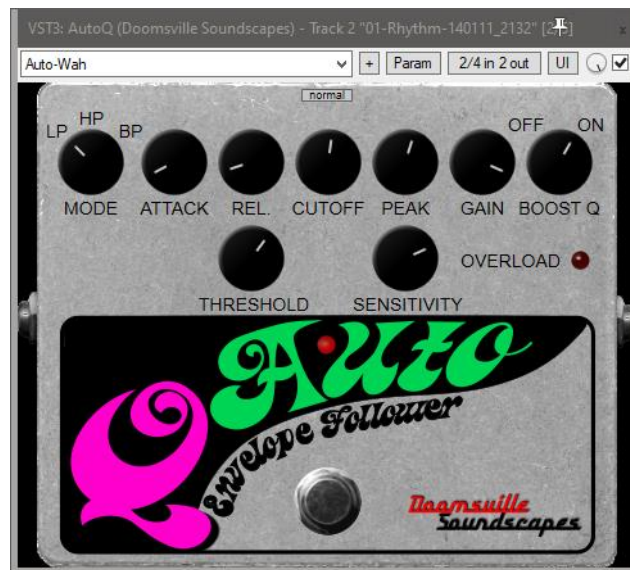 VST3: AutoQ (Doomsville Soundscapes) - Track 2 "01-Rhythm-140111_2132"
Auto-Wah + Param 2/4 in 2 out UI
normal
LP HP BP OFF ON
MODE ATTACK REL. CUTOFF PEAK GAIN BOOST Q
OVERLOAD
THRESHOLD SENSITIVITY
Q Auto
Envelope Follower
Doomsville
Soundscapes